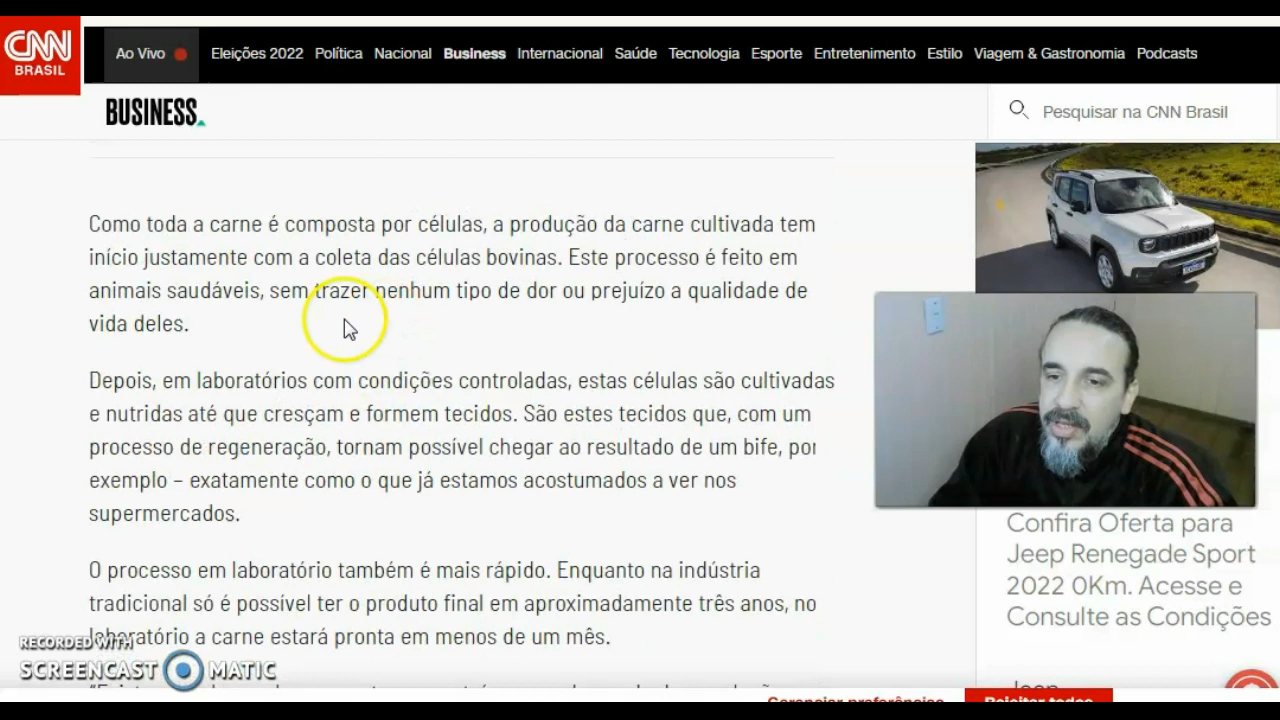 CNN
BRASIL
Ao Vivo
Eleições 2022 Política Nacional Business Internacional Saúde Tecnologia Esporte Entretenimento Estilo Viagem & Gastronomia Podcasts
BUSINESS
Pesquisar na CNN Brasil
Como toda a carne é composta por células, a produção da carne cultivada tem
início justamente com a coleta das células bovinas. Este processo é feito em
animais saudáveis, sem trazer nenhum tipo de dor ou prejuízo a qualidade de
vida deles.
Depois, em laboratórios com condições controladas, estas células são cultivadas
e nutridas até que cresçam e formem tecidos. São estes tecidos que, com um
processo de regeneração, tornam possível chegar ao resultado de um bife, por
exemplo – exatamente como o que já estamos acostumados a ver nos
supermercados.
O processo em laboratório também é mais rápido. Enquanto na indústria
tradicional só é possível ter o produto final em aproximadamente três anos, no
laboratório a carne estará pronta em menos de um mês.
Confira Oferta para
Jeep Renegade Sport
2022 0Km. Acesse e
Consulte as Condições
Jeep
Gerenciar preferências
Rejeitar todos
RECORDED WITH
SCREENCAST MATIC